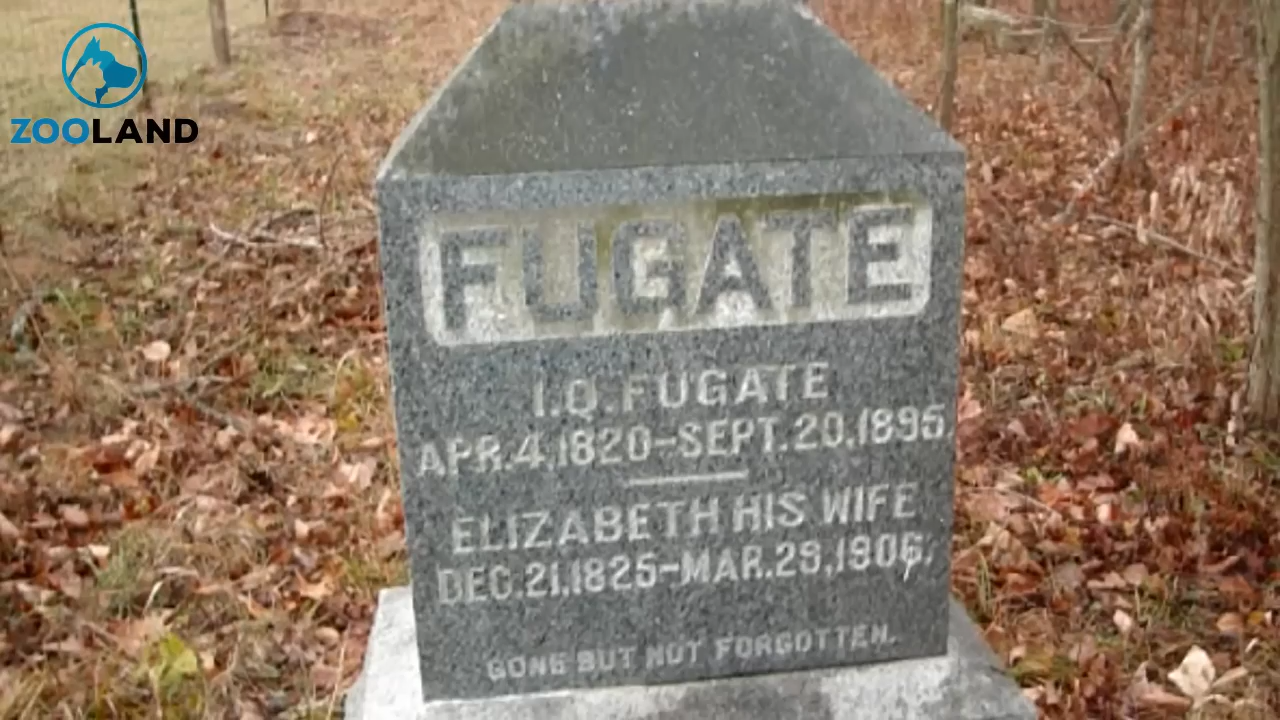 ZOOLAND
FUGATE
I.Q. FUGATE
APR. 4, 1820-SEPT. 20, 1895.
ELIZABETH HIS WIFE
DEC. 21, 1825-MAR. 29, 1906.
GONE BUT NOT FORGOTTEN.